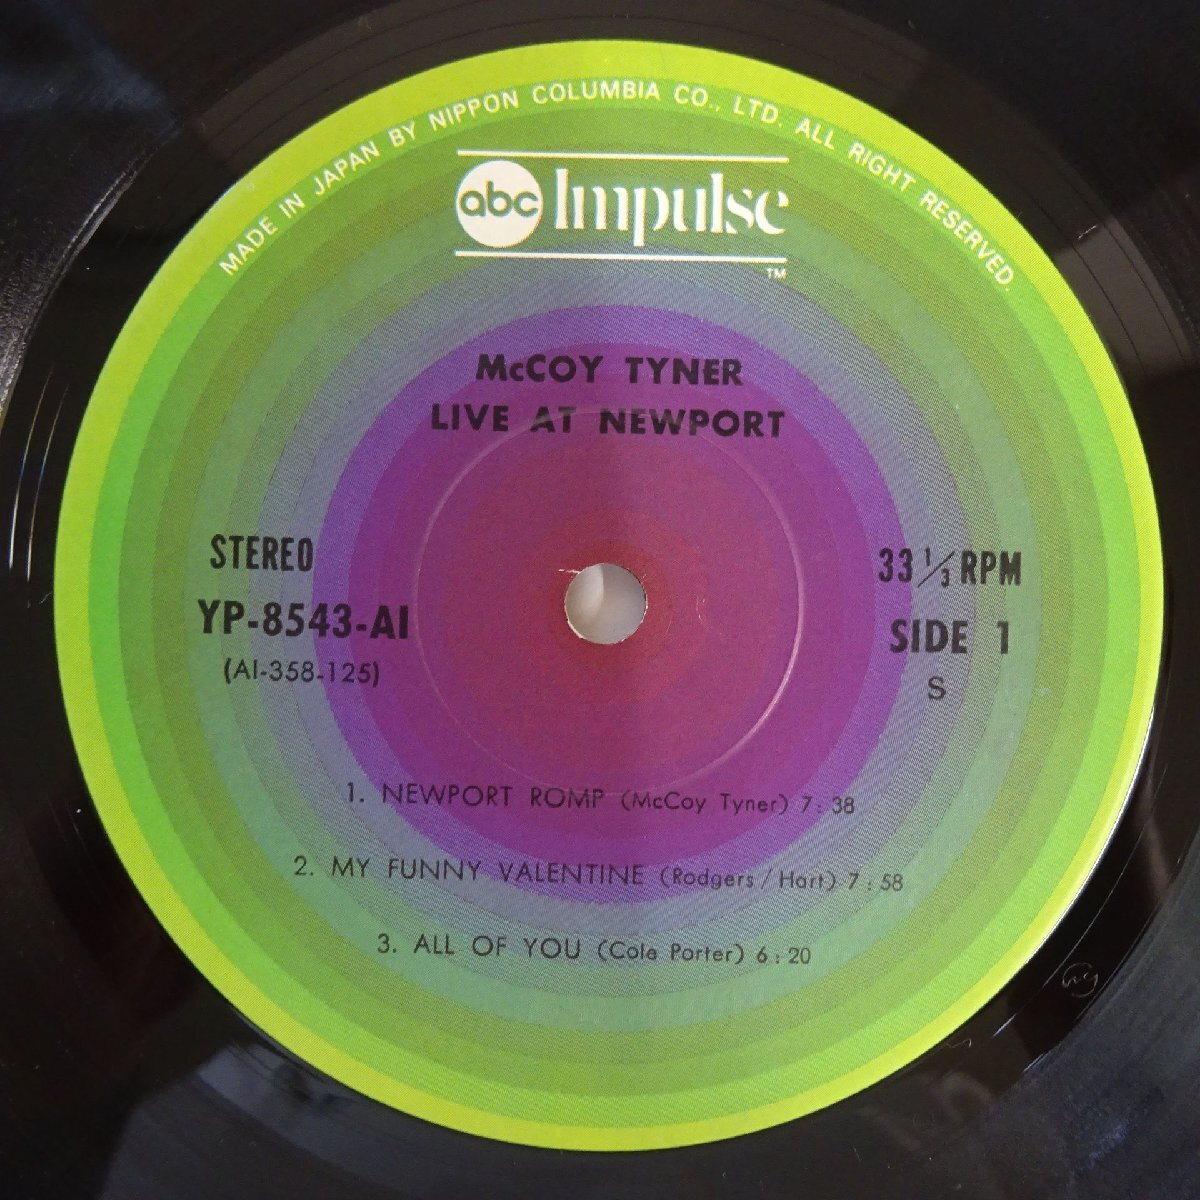 MADE IN JAPAN BY NIPPON COLUMBIA CO., LTD. ALL RIGHT RESERVED.
abc Impulse
TM
McCOY TYNER
LIVE AT NEWPORT
STEREO
YP-8543-AI
(AI-358-125)
33 1/3 RPM
SIDE 1
S
1. NEWPORT ROMP (McCoy Tyner) 7:38
2. MY FUNNY VALENTINE (Rodgers/Hart) 7:58
3. ALL OF YOU (Cole Porter) 6:20